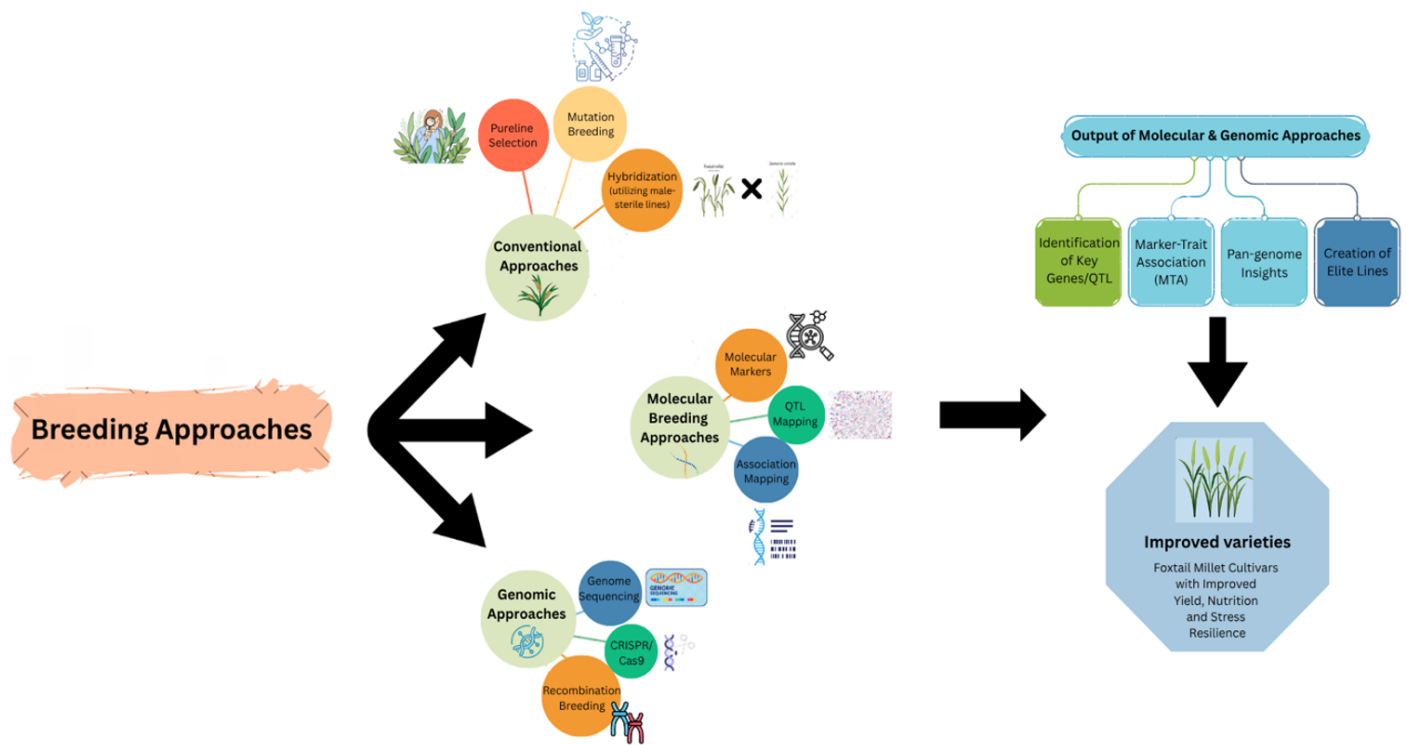 Breeding Approaches
Pureline
Selection
Mutation
Breeding
Hybridization
(utilizing male-
sterile lines)
Conventional
Approaches
Molecular
Markers
QTL
Mapping
Association
Mapping
Molecular
Breeding
Approaches
Genome
Sequencing
GENOME
SEQUENCING
CRISPR/
Cas9
Recombination
Breeding
Genomic
Approaches
Output of Molecular & Genomic Approaches
Identification
of Key
Genes/QTL
Marker-Trait
Association
(MTA)
Pan-genome
Insights
Creation of
Elite Lines
Improved varieties
Foxtail Millet Cultivars
with Improved
Yield, Nutrition
and Stress
Resilience